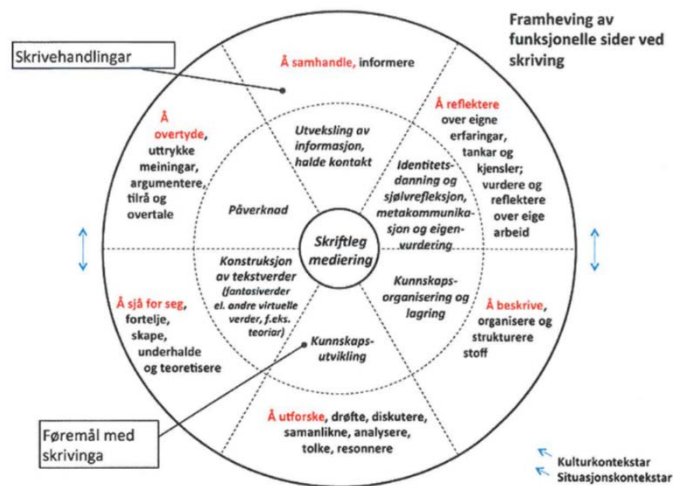 Framheving av
funksjonelle sider ved
skriving
Skrivehandlingar
Å samhandle, informere
Å reflektere
over eigne
erfaringar,
tankar og
kjensler;
vurdere og
reflektere
over eige
arbeid
Å beskrive,
organisere og
strukturere
stoff
Å utforske, drøfte, diskutere,
samanlikne, analysere,
tolke, resonnere
Å sjå for seg,
fortelje,
skape,
underhalde
og teoretisere
Å
overtyde,
uttrykke
meiningar,
argumentere,
tilrå og
overtale
Utveksling av
informasjon,
halde kontakt
Identitets-
danning og
sjølvrefleksjon,
metakommunika-
sjon og eigen-
vurdering
Kunnskaps-
organisering og
lagring
Kunnskaps-
utvikling
Konstruksjon
av tekstverder
(fantasiverder
el. andre virtuelle
verder, f.eks.
teoriar)
Påverknad
Skriftleg
mediering
Føremål med
skrivinga
Kulturkontekstar
Situasjonskontekstar